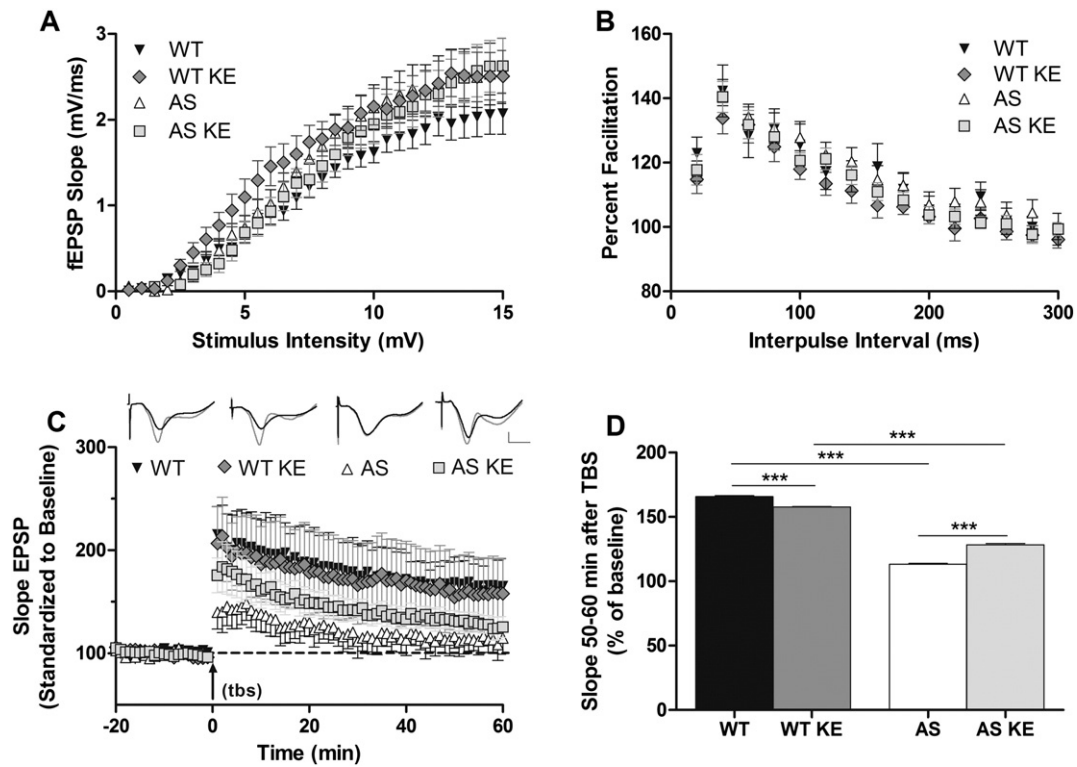 A
WT
WT KE
AS
AS KE
fEPSP Slope (mV/ms)
3
2
1
0
0
5
10
15
Stimulus Intensity (mV)
B
WT
WT KE
AS
AS KE
Percent Facilitation
160
140
120
100
80
0
100
200
300
Interpulse Interval (ms)
C
WT
WT KE
AS
AS KE
Slope EPSP
(Standardized to Baseline)
300
250
200
150
100
(tbs)
-20
0
20
40
60
Time (min)
D
Slope 50-60 min after TBS
(% of baseline)
200
150
100
50
0
***
***
***
***
WT
WT KE
AS
AS KE